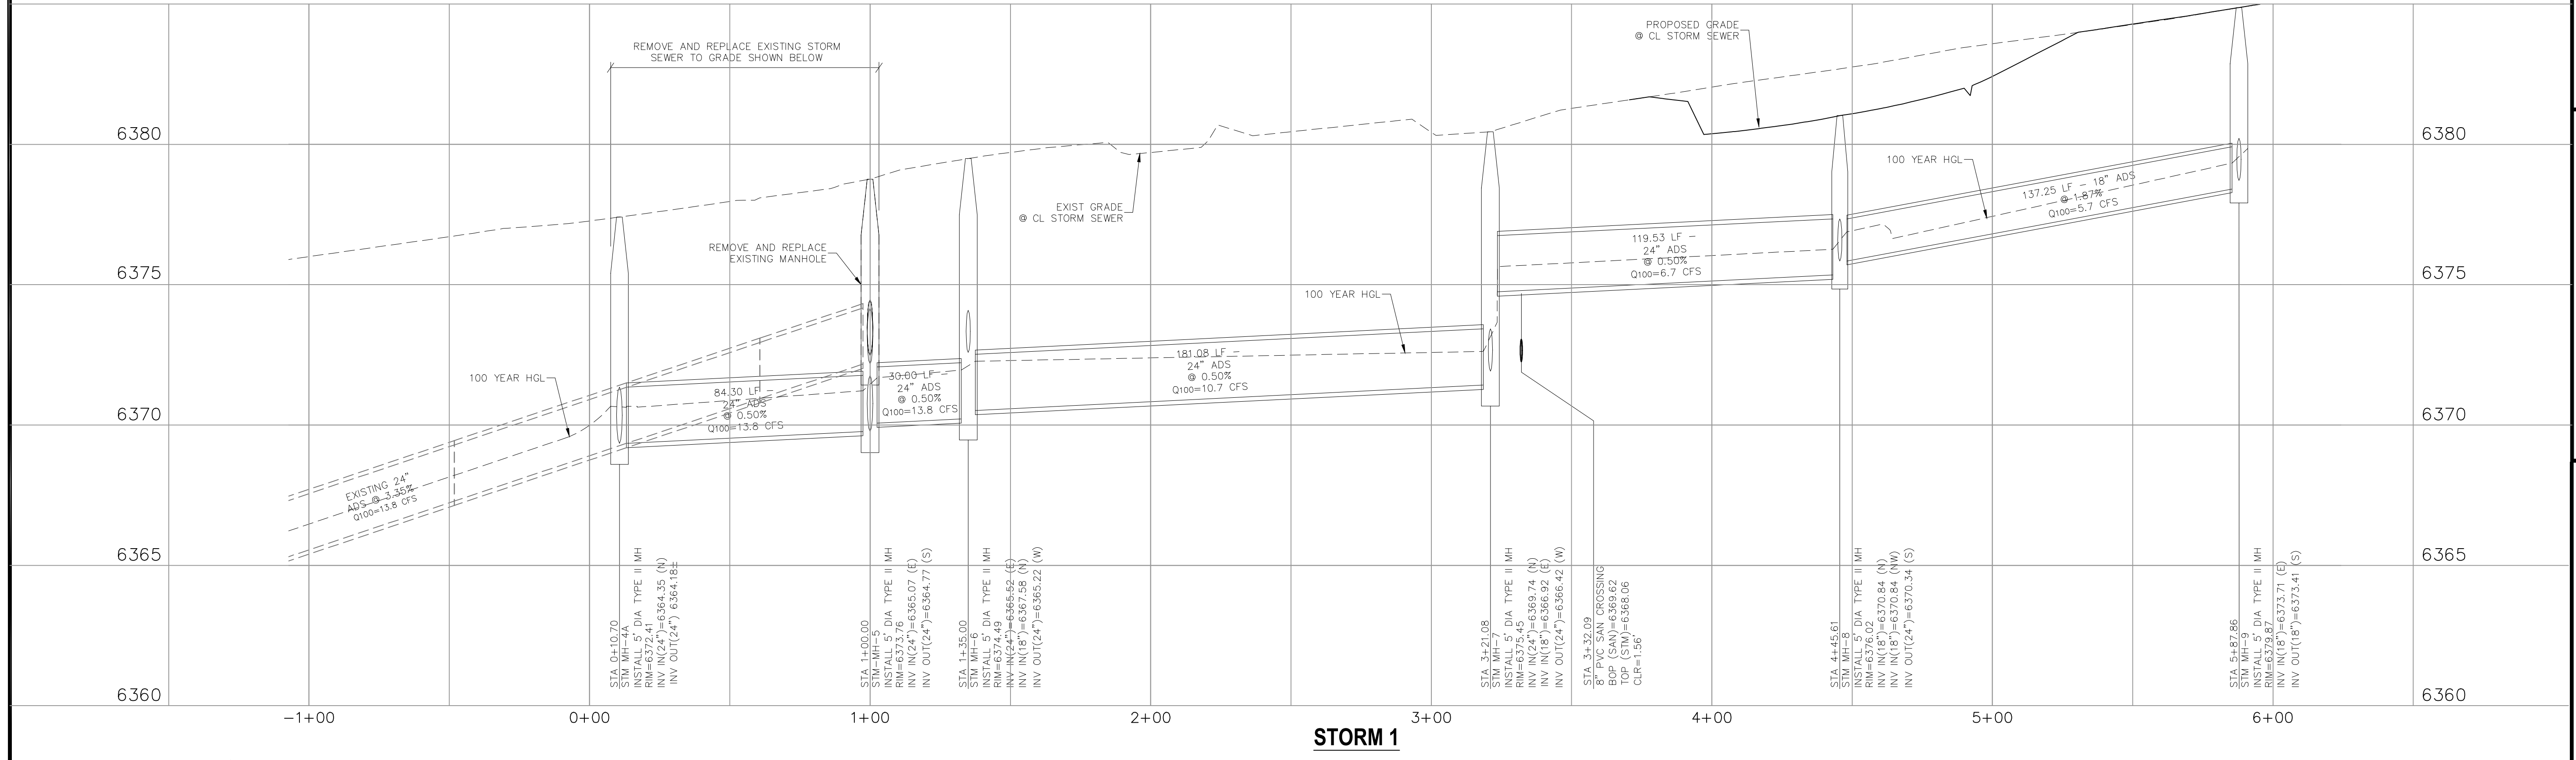 REMOVE AND REPLACE EXISTING STORM
SEWER TO GRADE SHOWN BELOW
PROPOSED GRADE
@ CL STORM SEWER
6380
6380
100 YEAR HGL
137.25 LF - 18" ADS
@ 1.87%
Q100=5.7 CFS
EXIST GRADE
@ CL STORM SEWER
REMOVE AND REPLACE
EXISTING MANHOLE
119.53 LF -
24" ADS
@ 0.50%
Q100=6.7 CFS
6375
6375
100 YEAR HGL
181.08 LF -
24" ADS
@ 0.50%
Q100=10.7 CFS
100 YEAR HGL
84.30 LF -
24" ADS
@ 0.50%
Q100=13.8 CFS
30.00 LF -
24" ADS
@ 0.50%
Q100=13.8 CFS
6370
6370
EXISTING 24"
ADS @ 3.35%
Q100=13.8 CFS
6365
6365
STA 0+10.70
STM MH-4A
INSTALL 5' DIA TYPE II MH
RIM=6372.41
INV IN(24")=6364.35 (N)
INV OUT(24") 6364.18±
STA 1+00.00
STM-MH-5
INSTALL 5' DIA TYPE II MH
RIM=6373.76
INV IN(24")=6365.07 (E)
INV OUT(24")=6364.77 (S)
STA 1+35.00
STM MH-6
INSTALL 5' DIA TYPE II MH
RIM=6374.49
INV IN(24")=6365.52 (E)
INV IN(18")=6367.58 (N)
INV OUT(24")=6365.22 (W)
STA 3+21.08
STM MH-7
INSTALL 5' DIA TYPE II MH
RIM=6375.45
INV IN(24")=6369.74 (N)
INV IN(18")=6366.92 (E)
INV OUT(24")=6366.42 (W)
STA 3+32.09
8" PVC SAN CROSSING
BOP (SAN)=6369.62
TOP (STM)=6368.06
CLR=1.56'
STA 4+45.61
STM MH-8
INSTALL 5' DIA TYPE II MH
RIM=6376.02
INV IN(18")=6370.84 (N)
INV IN(18")=6370.84 (NW)
INV OUT(24")=6370.34 (S)
STA 5+87.86
STM MH-9
INSTALL 5' DIA TYPE II MH
RIM=6379.87
INV IN(18")=6373.71 (E)
INV OUT(18")=6373.41 (S)
6360
6360
-1+00
0+00
1+00
2+00
3+00
4+00
5+00
6+00
STORM 1